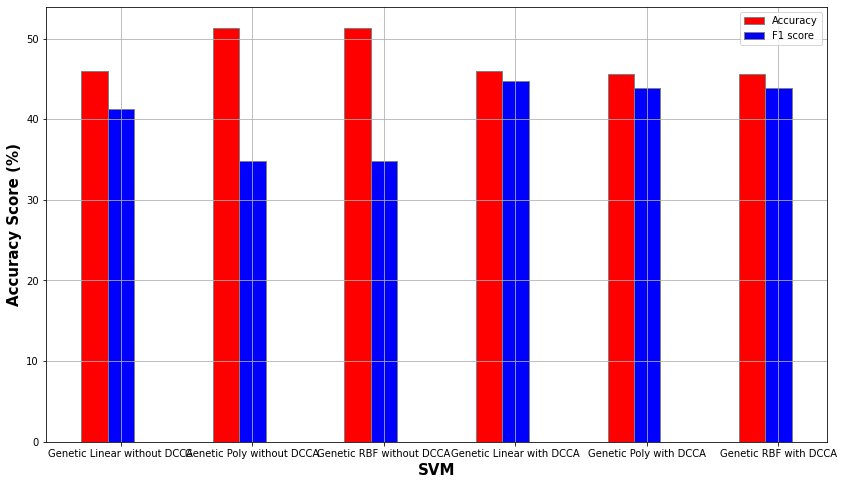 Accuracy
F1 score
50
40
30
20
10
0
Accuracy Score (%)
Genetic Linear without DCCA
Genetic Poly without DCCA
Genetic RBF without DCCA
Genetic Linear with DCCA
Genetic Poly with DCCA
Genetic RBF with DCCA
SVM